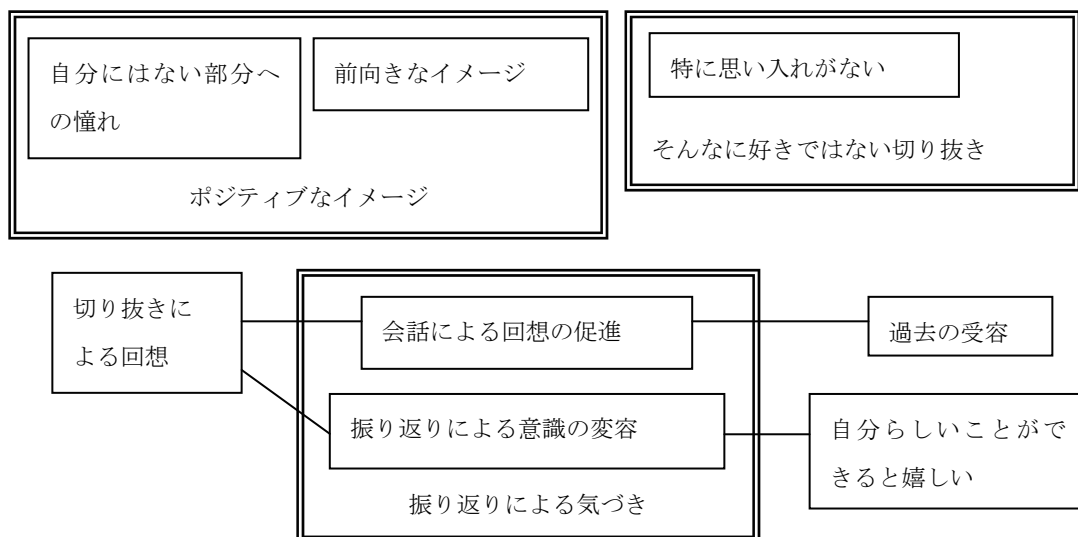 自分にはない部分へ
の憧れ
前向きなイメージ
ポジティブなイメージ
特に思い入れがない
そんなに好きではない切り抜き
切り抜きに
よる回想
会話による回想の促進
過去の受容
振り返りによる意識の変容
自分らしいことがで
きると嬉しい
振り返りによる気づき